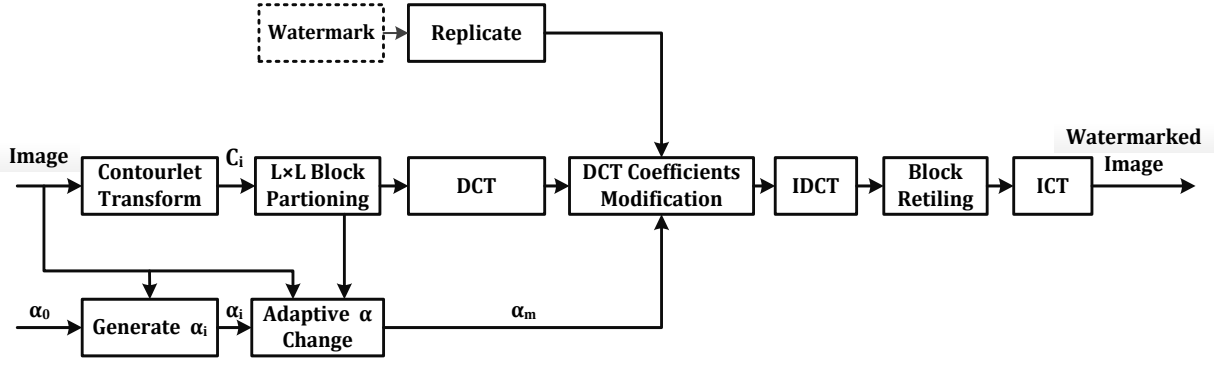 Watermark
Replicate
Image
Contourlet
Transform
Cᵢ
L×L Block
Partioning
DCT
DCT Coefficients
Modification
IDCT
Block
Retiling
ICT
Watermarked
Image
α₀
Generate αᵢ
αᵢ
Adaptive α
Change
αₘ